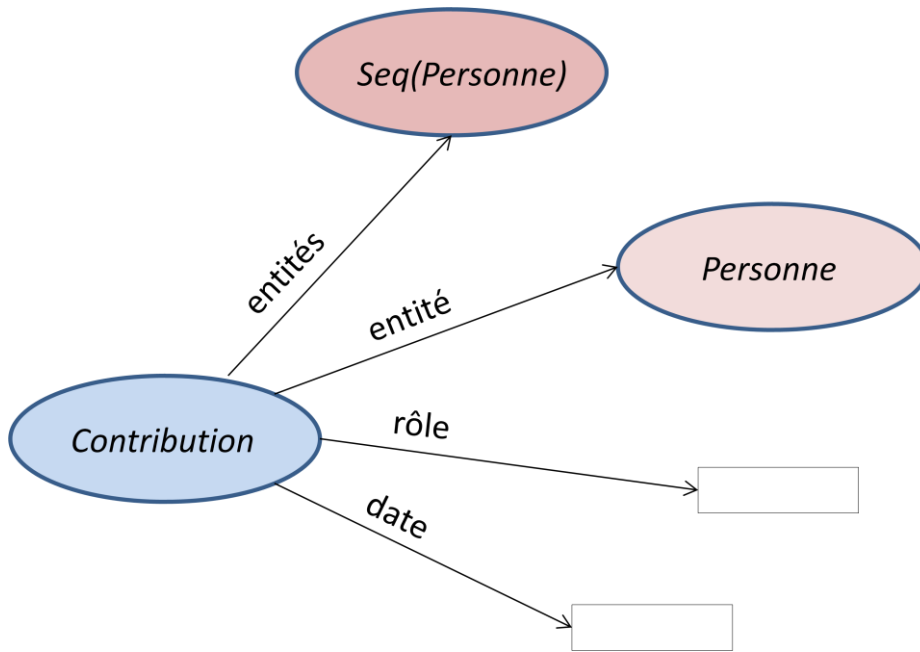 Seq(Personne)
entités
Personne
entité
Contribution
rôle
date